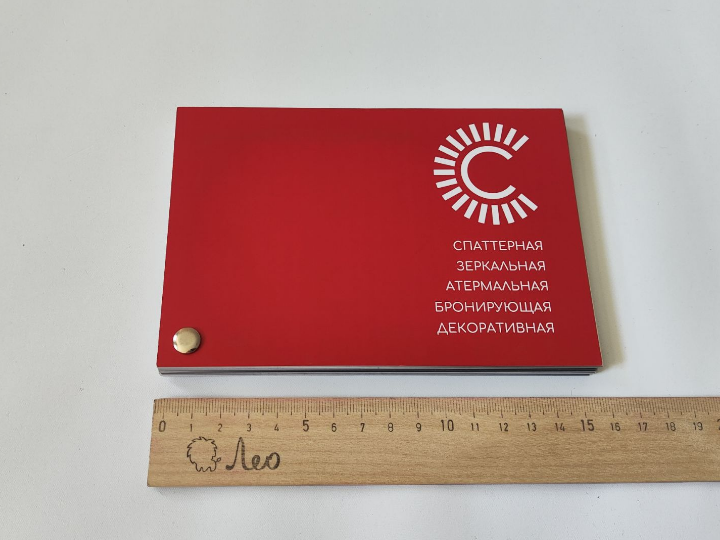 С
СПАТТЕРНАЯ
ЗЕРКАЛЬНАЯ
АТЕРМАЛЬНАЯ
БРОНИРУЮЩАЯ
ДЕКОРАТИВНАЯ
0 1 2 3 4 5 6 7 8 9 10 11 12 13 14 15 16 17 18 19
Лео